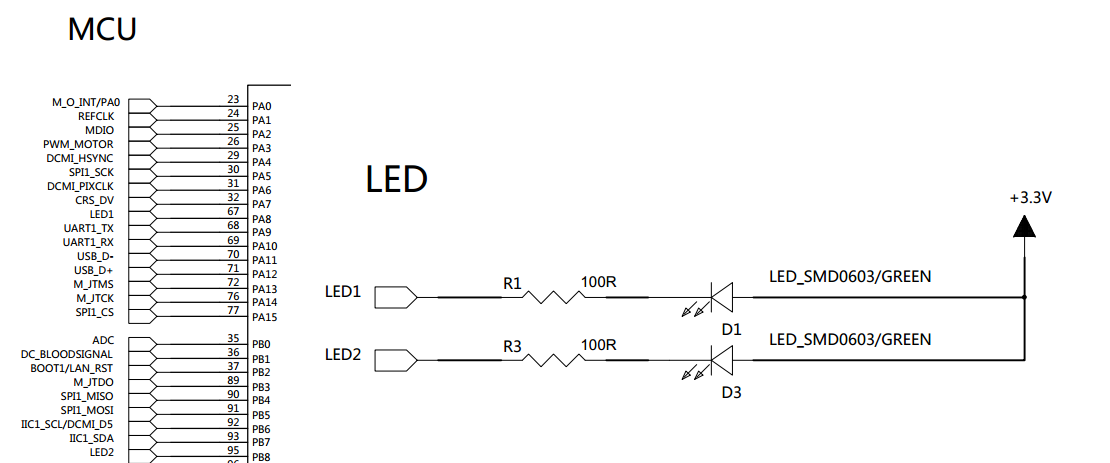 MCU
M_O_INT/PA0 23 PA0
REFCLK 24 PA1
MDIO 25 PA2
PWM_MOTOR 26 PA3
DCMI_HSYNC 29 PA4
SPI1_SCK 30 PA5
DCMI_PIXCLK 31 PA6
CRS_DV 32 PA7
LED1 67 PA8
UART1_TX 68 PA9
UART1_RX 69 PA10
USB_D- 70 PA11
USB_D+ 71 PA12
M_JTMS 72 PA13
M_JTCK 76 PA14
SPI1_CS 77 PA15
ADC 35 PB0
DC_BLOODSIGNAL 36 PB1
BOOT1/LAN_RST 37 PB2
M_JTDO 89 PB3
SPI1_MISO 90 PB4
SPI1_MOSI 91 PB5
IIC1_SCL/DCMI_D5 92 PB6
IIC1_SDA 93 PB7
LED2 95 PB8
LED
+3.3V
LED1 R1 100R LED_SMD0603/GREEN
D1
LED2 R3 100R LED_SMD0603/GREEN
D3